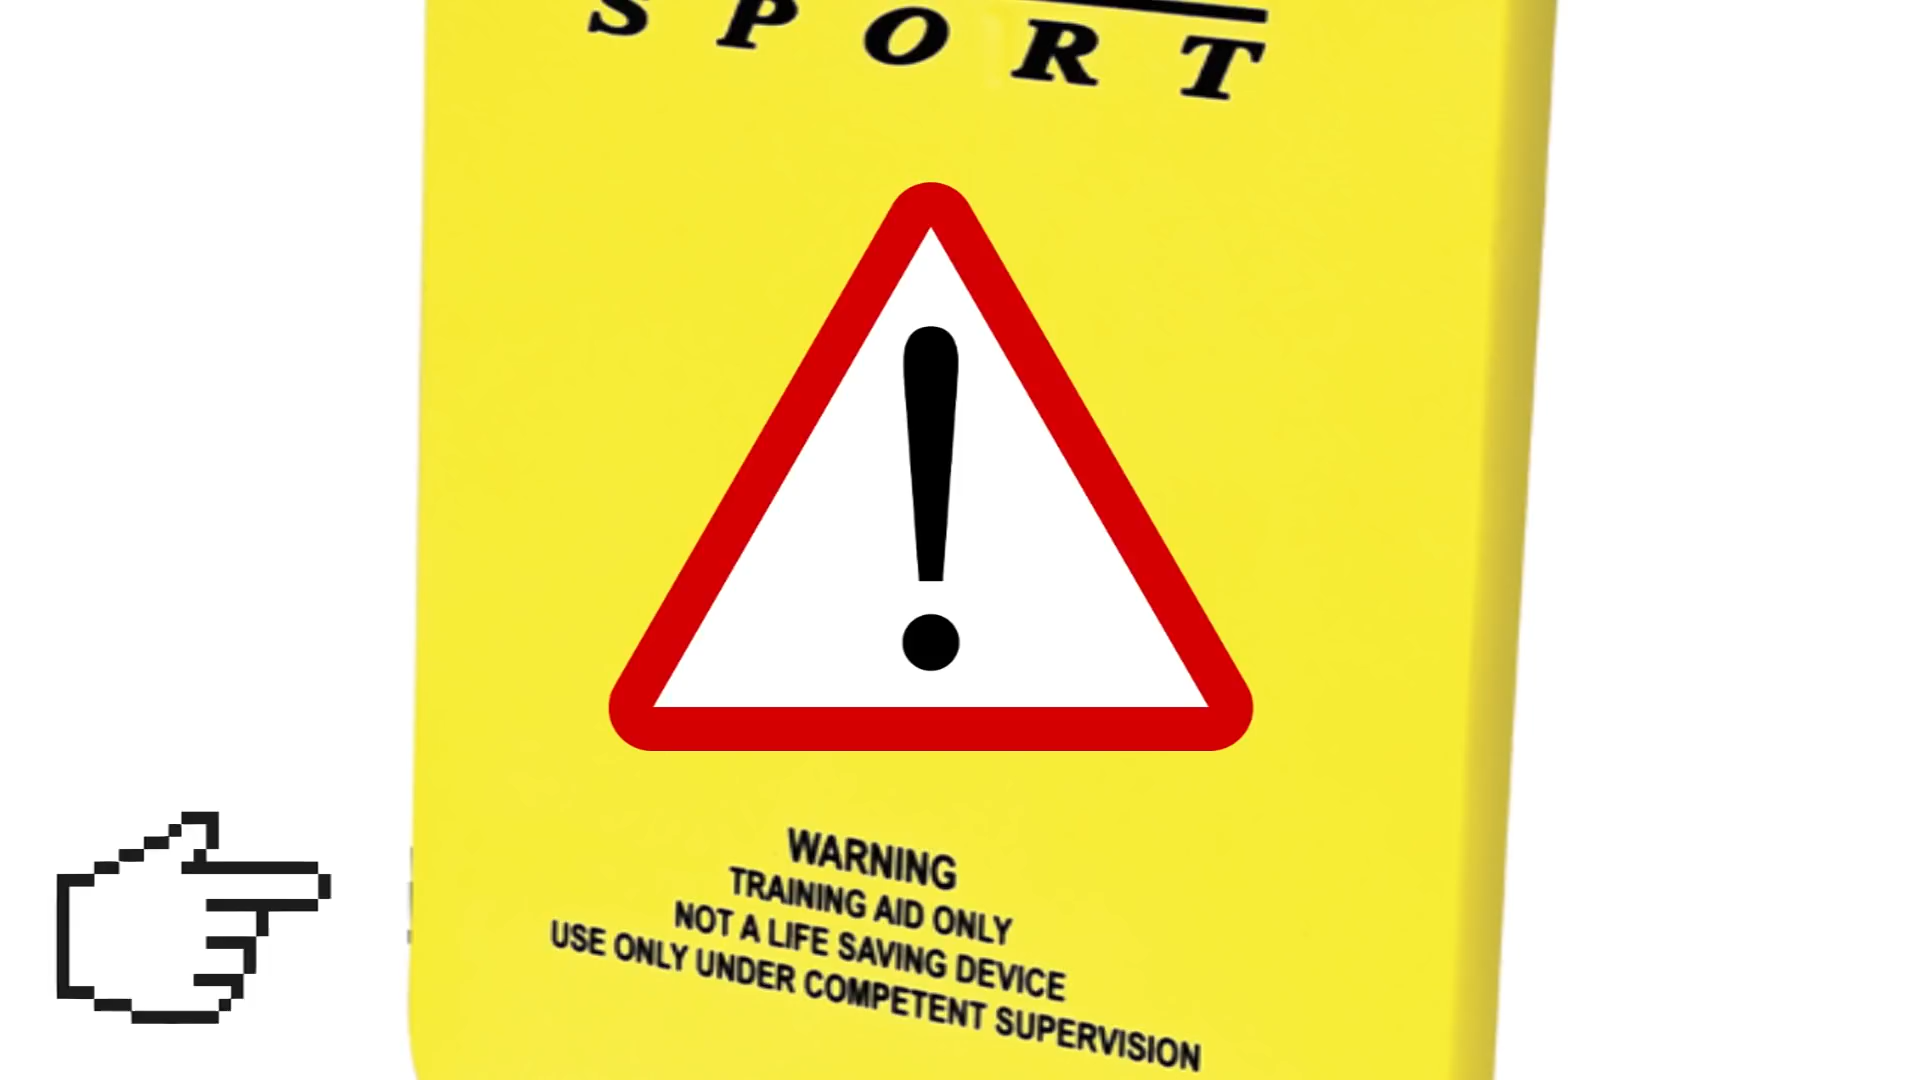 SPORT
!
WARNING
TRAINING AID ONLY
NOT A LIFE SAVING DEVICE
USE ONLY UNDER COMPETENT SUPERVISION